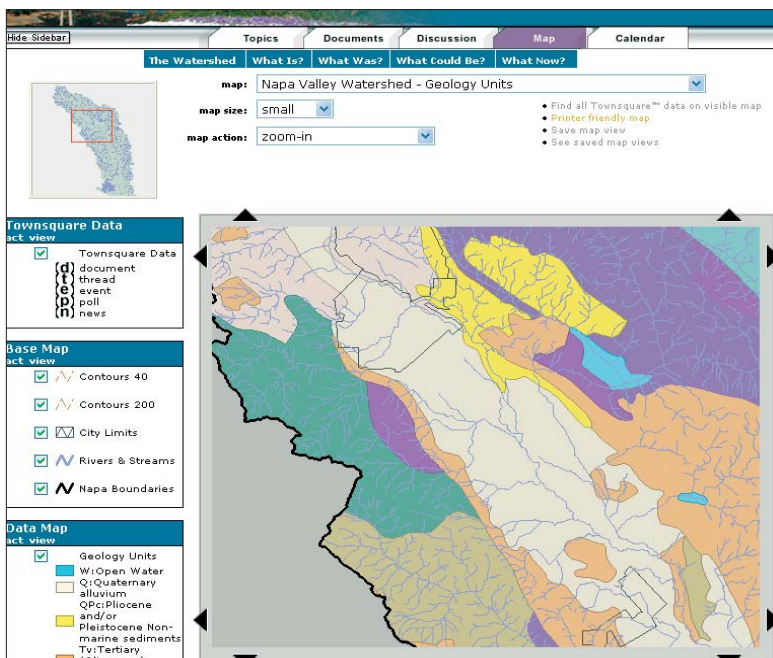 Hide Sidebar
Topics Documents Discussion Map Calendar
The Watershed What Is? What Was? What Could Be? What Now?
map: Napa Valley Watershed - Geology Units
map size: small
map action: zoom-in
Find all Townsquare™ data on visible map
Printer friendly map
Save map view
See saved map views
Townsquare Data
act view
Townsquare Data
(d) document
(t) thread
(e) event
(p) poll
(n) news
Base Map
act view
Contours 40
Contours 200
City Limits
Rivers & Streams
Napa Boundaries
Data Map
act view
Geology Units
W:Open Water
Q:Quaternary
alluvium
QPc:Pliocene
and/or
Pleistocene Non-
marine sediments
Tv:Tertiary